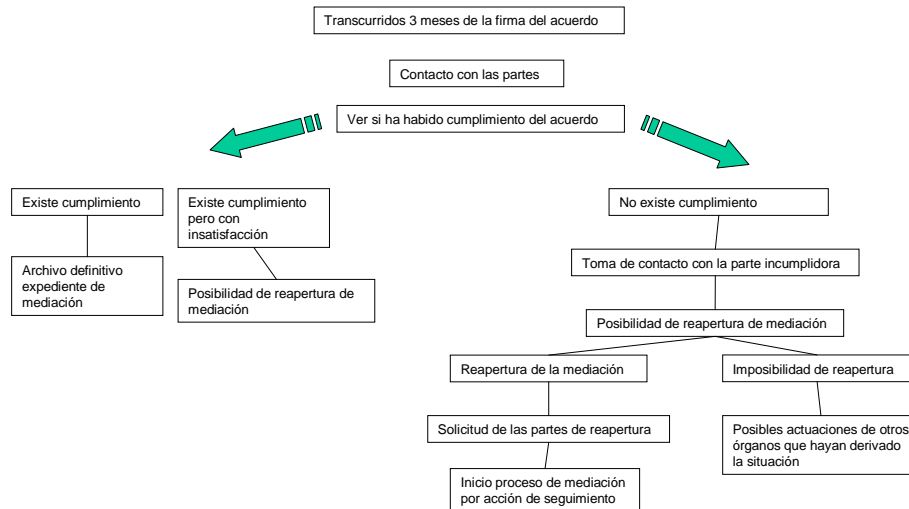 Transcurridos 3 meses de la firma del acuerdo
Contacto con las partes
Ver si ha habido cumplimiento del acuerdo
Existe cumplimiento
Archivo definitivo
expediente de
mediación
Existe cumplimiento
pero con
insatisfacción
Posibilidad de reapertura de
mediación
No existe cumplimiento
Toma de contacto con la parte incumplidora
Posibilidad de reapertura de mediación
Reapertura de la mediación
Solicitud de las partes de reapertura
Inicio proceso de mediación
por acción de seguimiento
Imposibilidad de reapertura
Posibles actuaciones de otros
órganos que hayan derivado
la situación